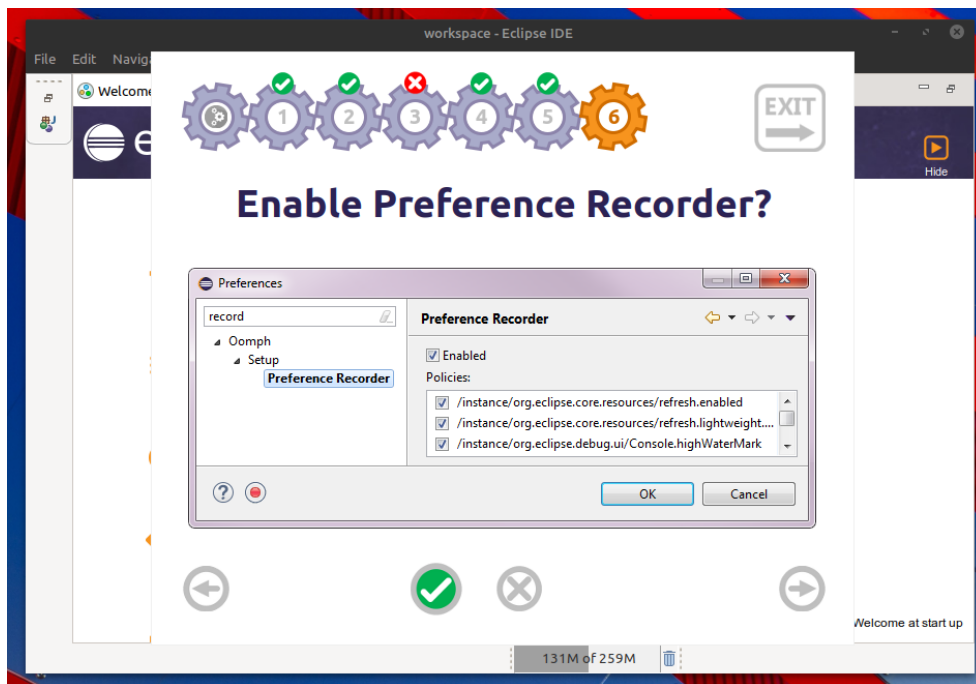 workspace - Eclipse IDE
File Edit Naviga
Welcome
e
1 2 3 4 5 6
EXIT
Hide
Enable Preference Recorder?
Preferences
record
Preference Recorder
Oomph
Setup
Preference Recorder
Enabled
Policies:
/instance/org.eclipse.core.resources/refresh.enabled
/instance/org.eclipse.core.resources/refresh.lightweight....
/instance/org.eclipse.debug.ui/Console.highWaterMark
OK Cancel
Welcome at start up
131M of 259M